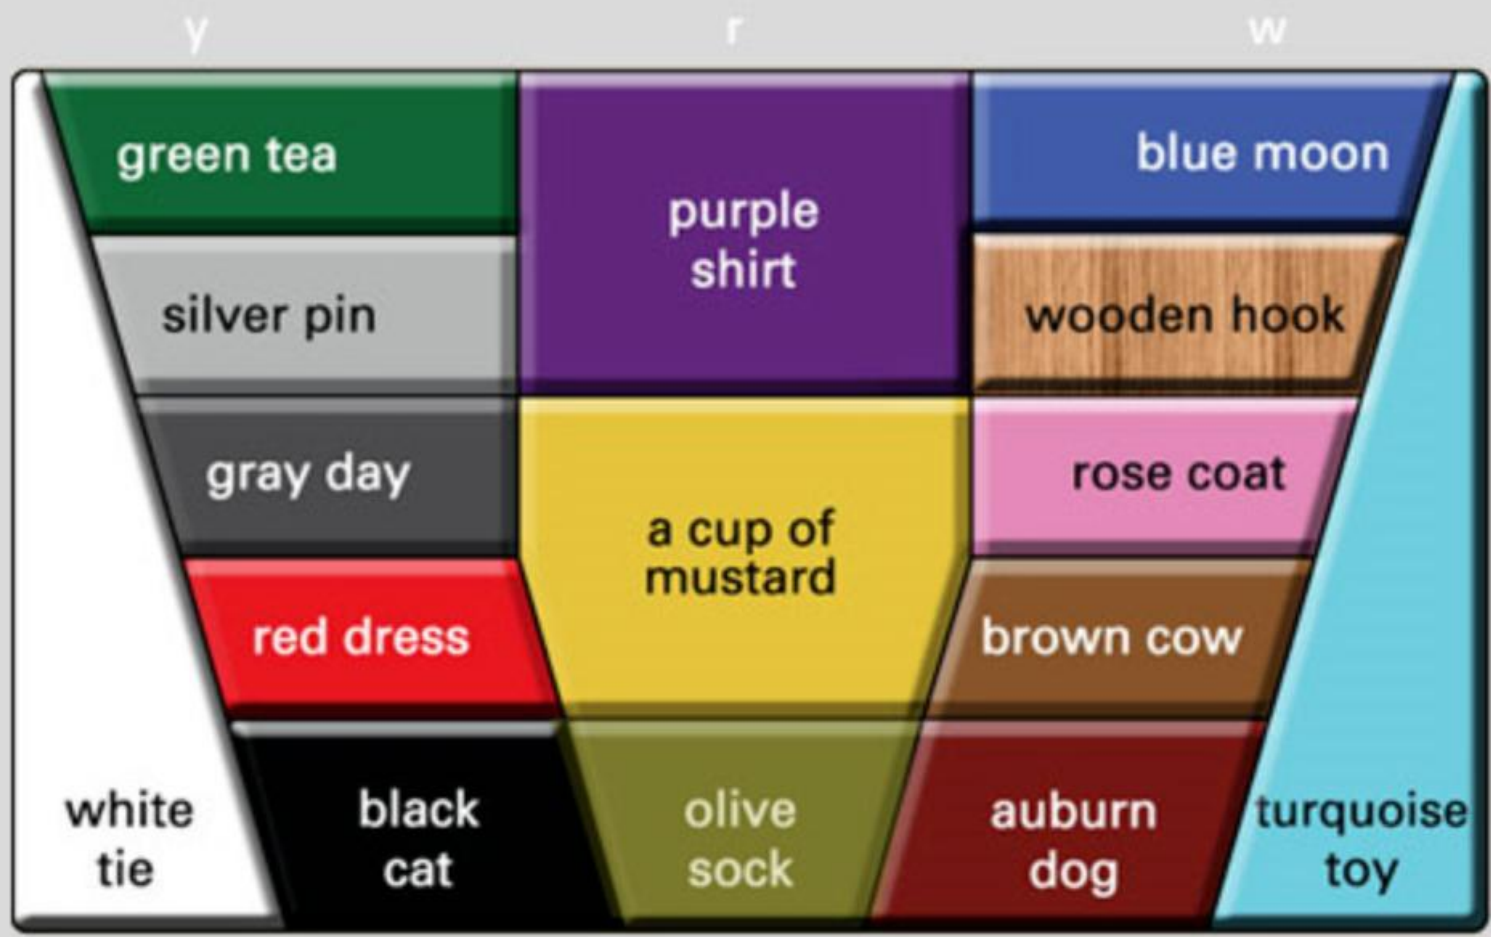 y r w
green tea
purple
shirt
blue moon
silver pin
wooden hook
gray day
a cup of
mustard
rose coat
red dress
brown cow
white
tie
black
cat
olive
sock
auburn
dog
turquoise
toy